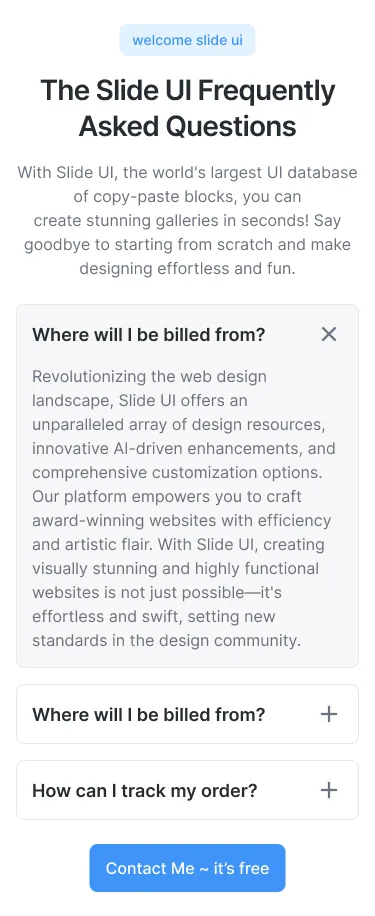 welcome slide ui
The Slide UI Frequently
Asked Questions
With Slide UI, the world's largest UI database
of copy-paste blocks, you can
create stunning galleries in seconds! Say
goodbye to starting from scratch and make
designing effortless and fun.
Where will I be billed from?
Revolutionizing the web design
landscape, Slide UI offers an
unparalleled array of design resources,
innovative AI-driven enhancements, and
comprehensive customization options.
Our platform empowers you to craft
award-winning websites with efficiency
and artistic flair. With Slide UI, creating
visually stunning and highly functional
websites is not just possible—it's
effortless and swift, setting new
standards in the design community.
Where will I be billed from?
How can I track my order?
Contact Me ~ it’s free